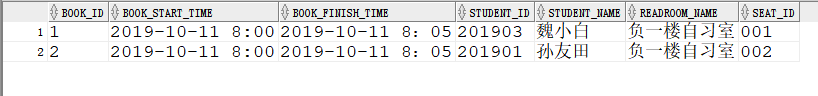 BOOK_ID BOOK_START_TIME BOOK_FINISH_TIME STUDENT_ID STUDENT_NAME READROOM_NAME SEAT_ID
1 1 2019-10-11 8:00 2019-10-11 8：05 201903 魏小白 负一楼自习室 001
2 2 2019-10-11 8:00 2019-10-11 8：05 201901 孙友田 负一楼自习室 002